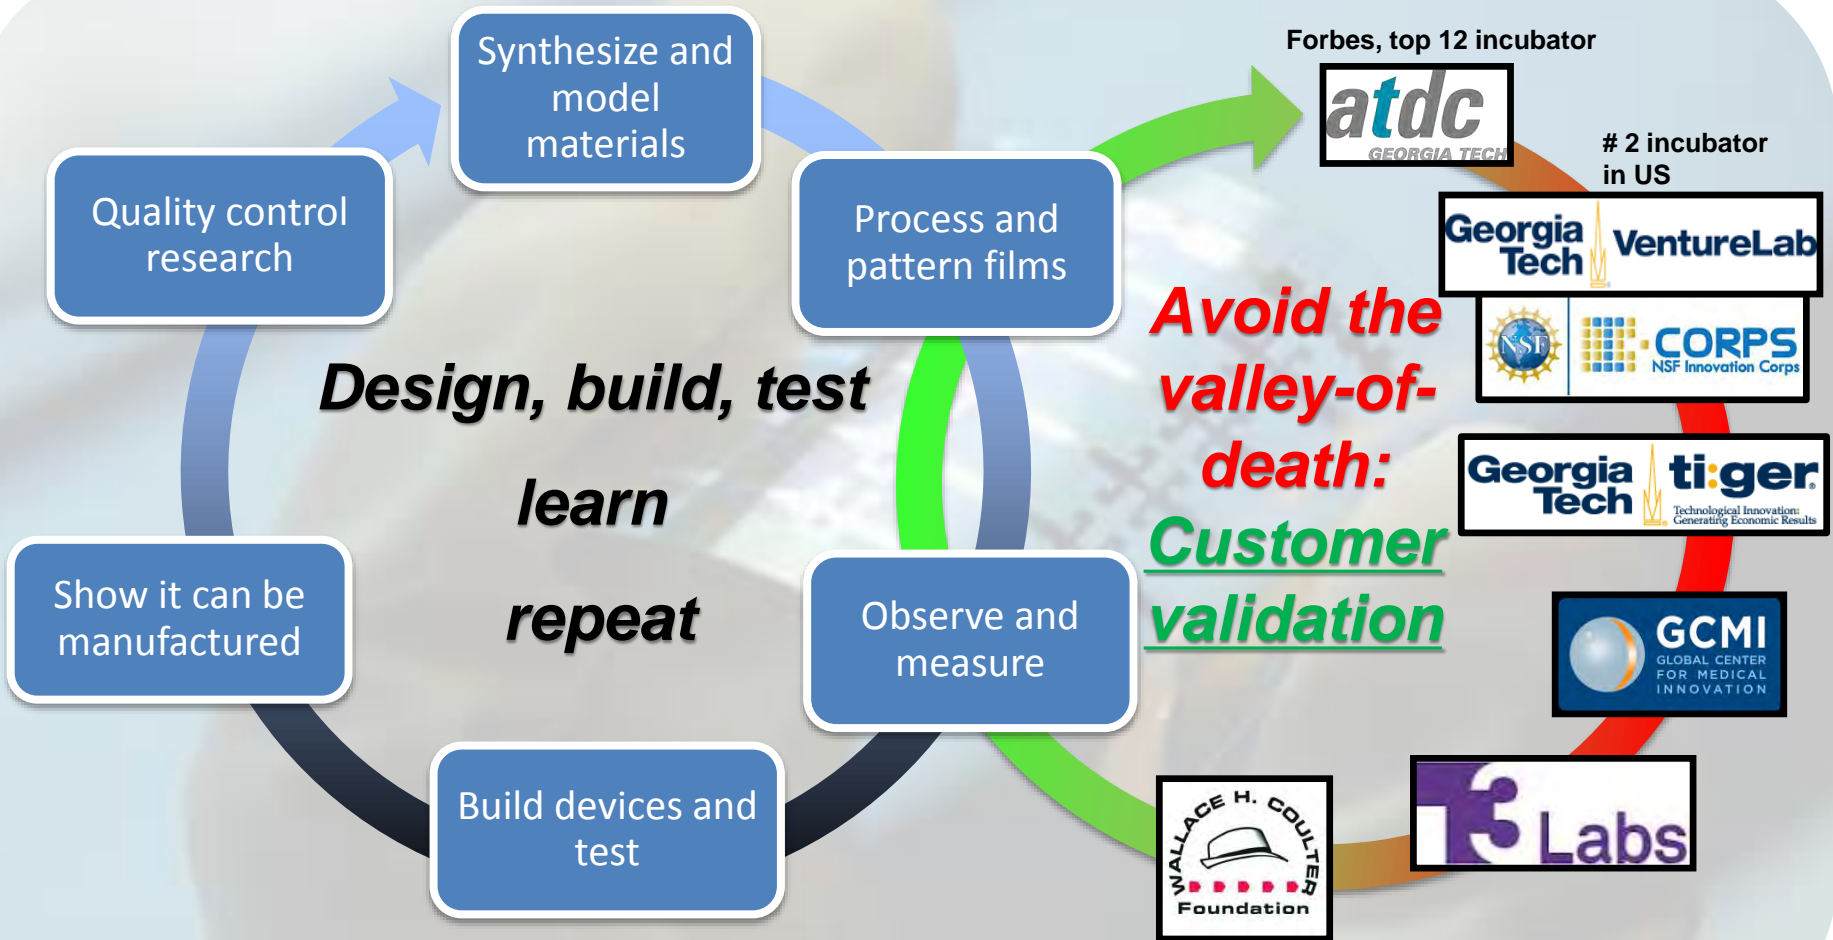 Synthesize and
model
materials
Process and
pattern films
Observe and
measure
Build devices and
test
Show it can be
manufactured
Quality control
research
Design, build, test
learn
repeat
Avoid the
valley-of-
death:
Customer
validation
Forbes, top 12 incubator
atdc
GEORGIA TECH
# 2 incubator
in US
Georgia
Tech
VentureLab
NSF
CORPS
NSF Innovation Corps
Georgia
Tech
ti:ger
Technological Innovation:
Generating Economic Results
GCMI
GLOBAL CENTER
FOR MEDICAL
INNOVATION
T3 Labs
WALLACE H. COULTER
Foundation